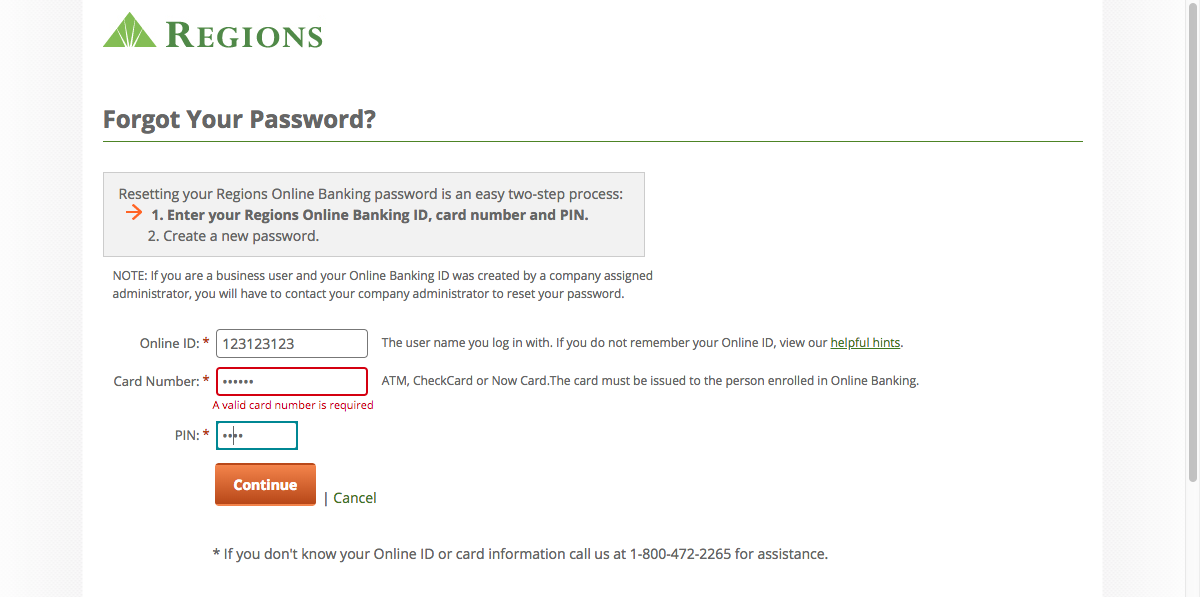 REGIONS
Forgot Your Password?
Resetting your Regions Online Banking password is an easy two-step process:
1. Enter your Regions Online Banking ID, card number and PIN.
2. Create a new password.
NOTE: If you are a business user and your Online Banking ID was created by a company assigned
administrator, you will have to contact your company administrator to reset your password.
Online ID: * 123123123 The user name you log in with. If you do not remember your Online ID, view our helpful hints.
Card Number: * •••••• ATM, CheckCard or Now Card.The card must be issued to the person enrolled in Online Banking.
A valid card number is required
PIN: * ••••
Continue | Cancel
* If you don't know your Online ID or card information call us at 1-800-472-2265 for assistance.